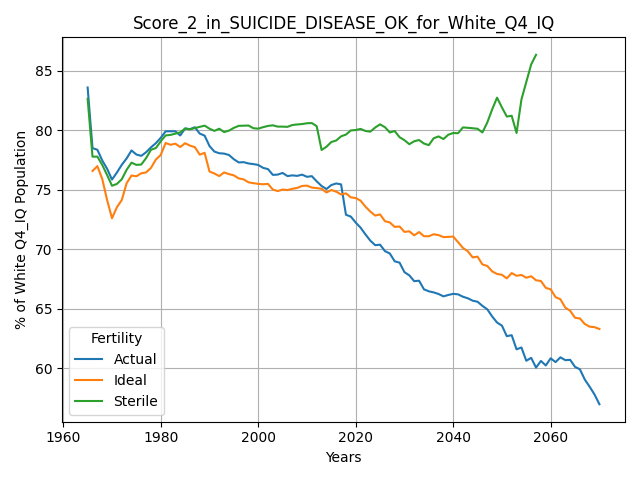 Score_2_in_SUICIDE_DISEASE_OK_for_White_Q4_IQ
% of White Q4_IQ Population
85
80
75
70
65
60
Fertility
Actual
Ideal
Sterile
1960 1980 2000 2020 2040 2060
Years